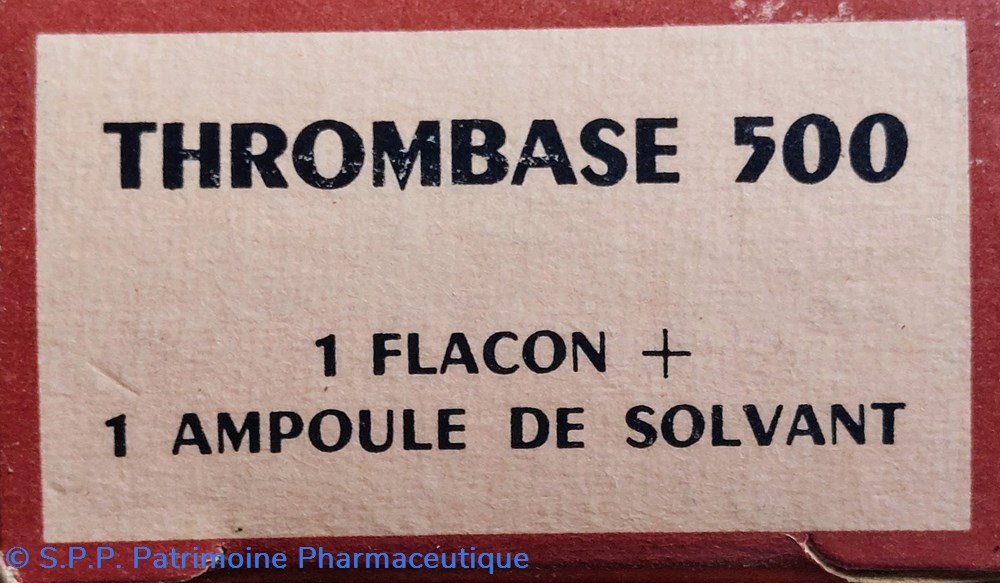 THROMBASE 500
1 FLACON +
1 AMPOULE DE SOLVANT
© S.P.P. Patrimoine Pharmaceutique